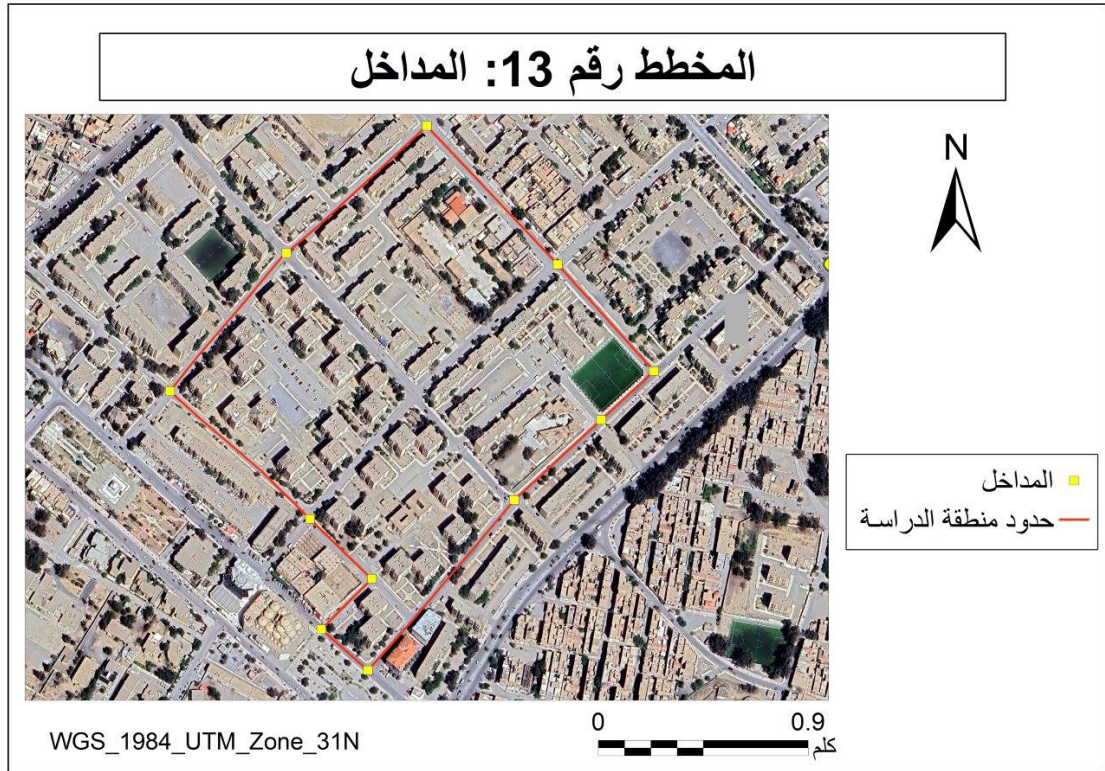 المخطط رقم 13: المداخل
N
المداخل
حدود منطقة الدراسة
0 0.9
كلم
WGS_1984_UTM_Zone_31N